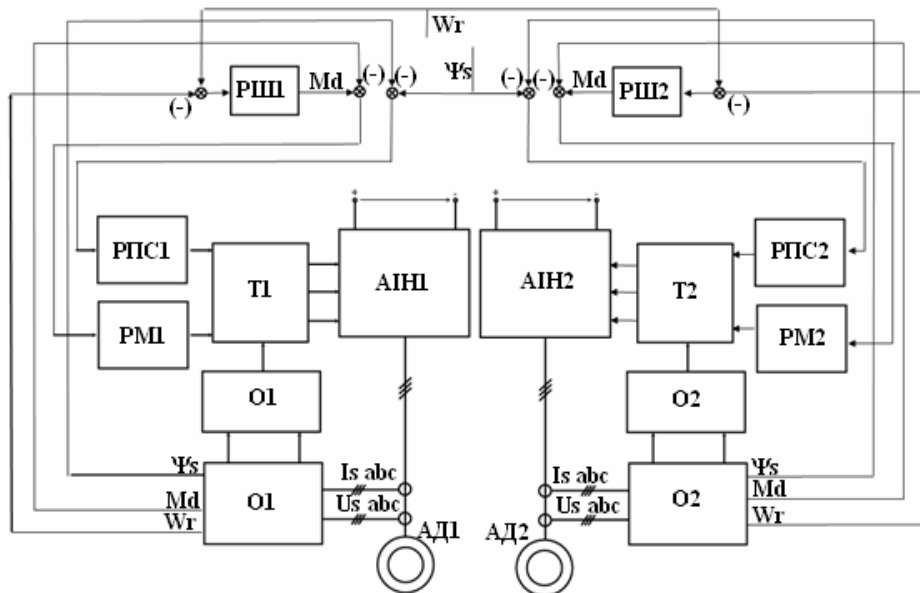 Wr
Ψs
(-)
РШ1
Md
(-)
(-)
(-)
(-)
Md
РШ2
(-)
+
-
+
-
РПС1
Т1
АІН1
АІН2
Т2
РПС2
РМ1
РМ2
О1
О2
Ψs
Md
Wr
О1
Is abc
Us abc
Is abc
Us abc
О2
Ψs
Md
Wr
АД1
АД2